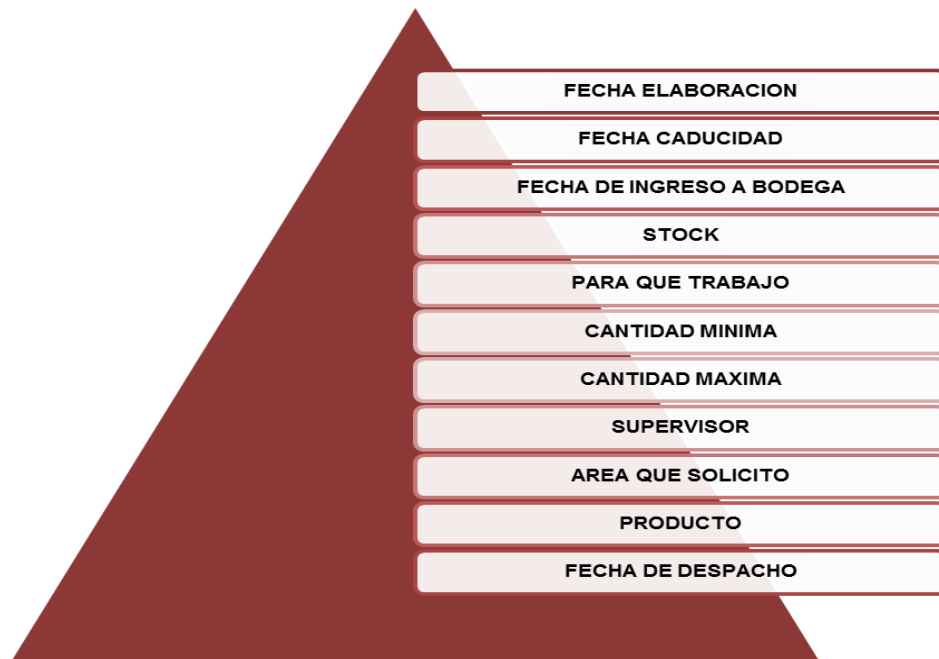 FECHA ELABORACION
FECHA CADUCIDAD
FECHA DE INGRESO A BODEGA
STOCK
PARA QUE TRABAJO
CANTIDAD MINIMA
CANTIDAD MAXIMA
SUPERVISOR
AREA QUE SOLICITO
PRODUCTO
FECHA DE DESPACHO